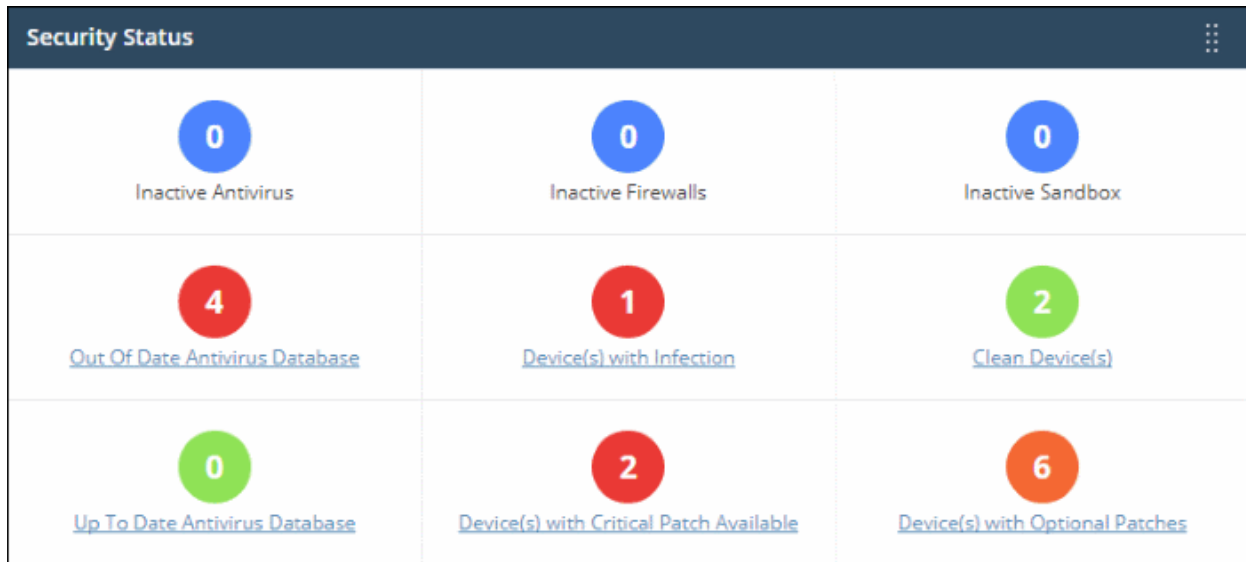 Security Status
0
Inactive Antivirus
0
Inactive Firewalls
0
Inactive Sandbox
4
Out Of Date Antivirus Database
1
Device(s) with Infection
2
Clean Device(s)
0
Up To Date Antivirus Database
2
Device(s) with Critical Patch Available
6
Device(s) with Optional Patches